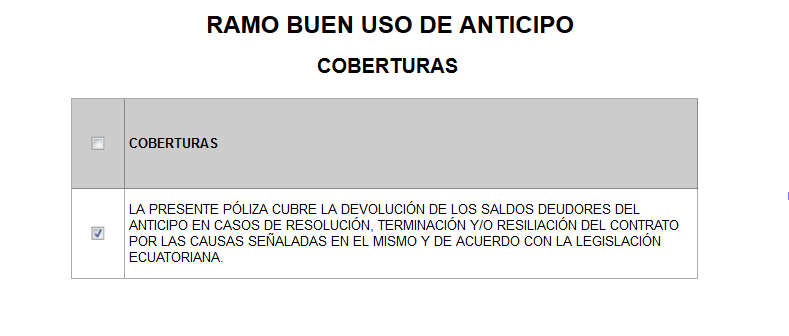 RAMO BUEN USO DE ANTICIPO
COBERTURAS
COBERTURAS
LA PRESENTE PÓLIZA CUBRE LA DEVOLUCIÓN DE LOS SALDOS DEUDORES DEL
ANTICIPO EN CASOS DE RESOLUCIÓN, TERMINACIÓN Y/O RESILIACIÓN DEL CONTRATO
POR LAS CAUSAS SEÑALADAS EN EL MISMO Y DE ACUERDO CON LA LEGISLACIÓN
ECUATORIANA.